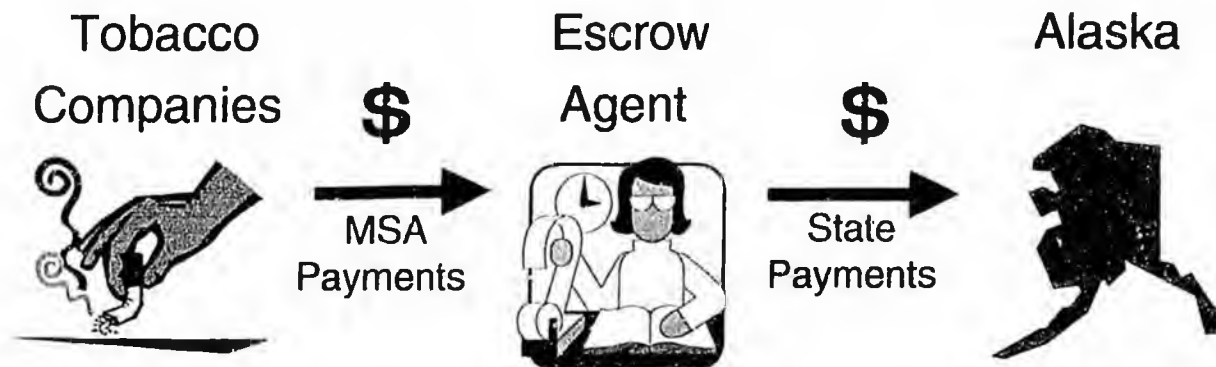 Tobacco
Companies
$
MSA
Payments
Escrow
Agent
$
State
Payments
Alaska